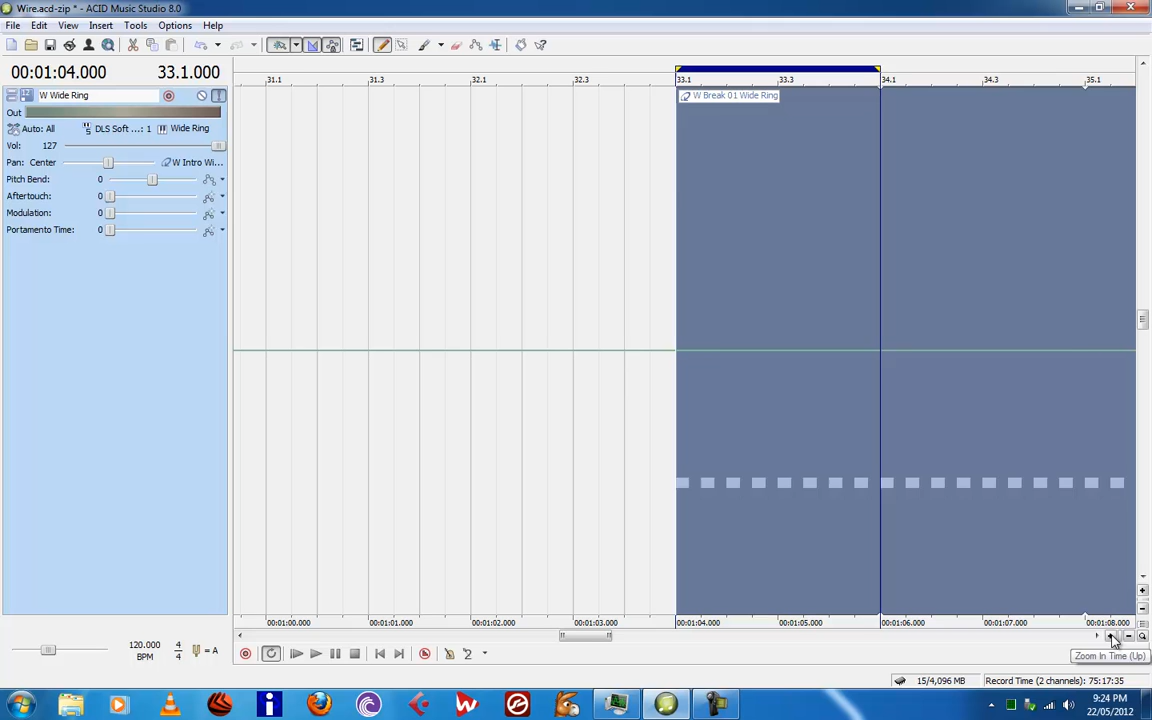 Wire.acd-zip * - ACID Music Studio 8.0
File Edit View Insert Tools Options Help
00:01:04.000 33.1.000
31.1 31.3 32.1 32.3 33.1 33.3 34.1 34.3 35.1
W Wide Ring
W Break 01 Wide Ring
Out
Auto: All DLS Soft ...: 1 Wide Ring
Vol: 127
Pan: Center W Intro Wi...
Pitch Bend: 0
Aftertouch: 0
Modulation: 0
Portamento Time: 0
00:01:00.000 00:01:01.000 00:01:02.000 00:01:03.000 00:01:04.000 00:01:05.000 00:01:06.000 00:01:07.000 00:01:08.000
120.000 BPM 4 4 = A
Zoom In Time (Up)
15/4,096 MB Record Time (2 channels): 75:17:35
9:24 PM
22/05/2012